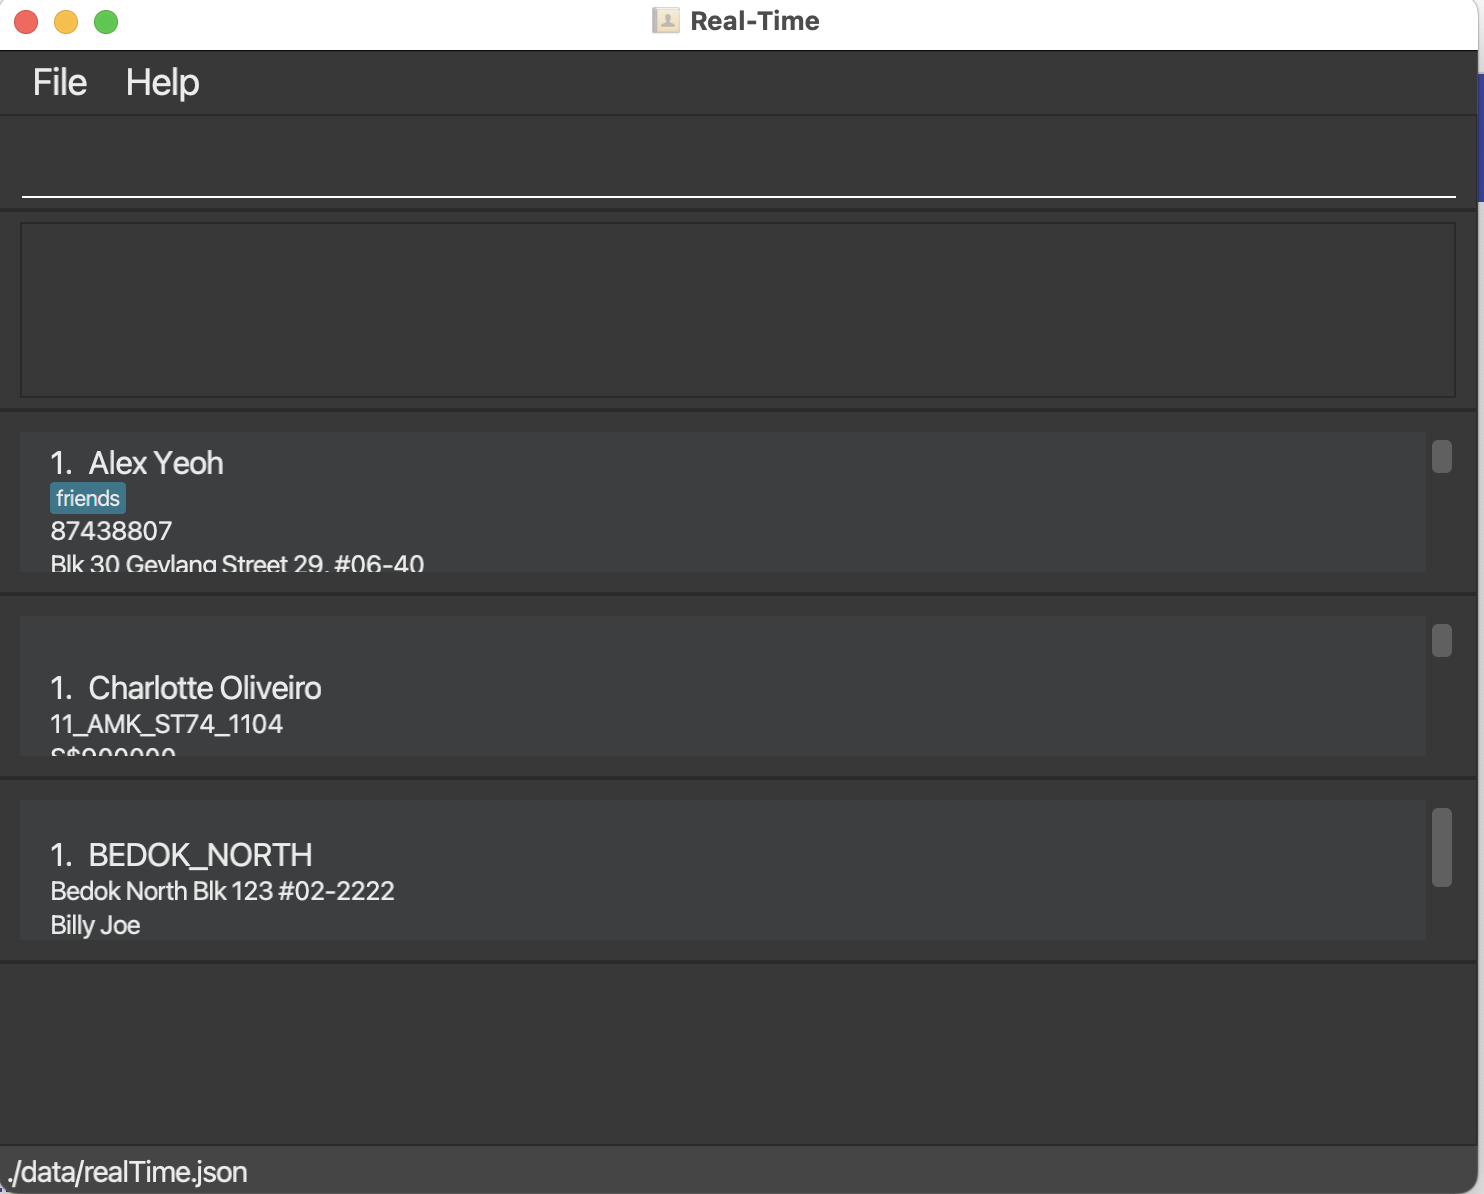 Real-Time
File Help
1. Alex Yeoh
friends
87438807
Blk 30 Geylang Street 29, #06-40
1. Charlotte Oliveiro
11_AMK_ST74_1104
S$900000
1. BEDOK_NORTH
Bedok North Blk 123 #02-2222
Billy Joe
./data/realTime.json